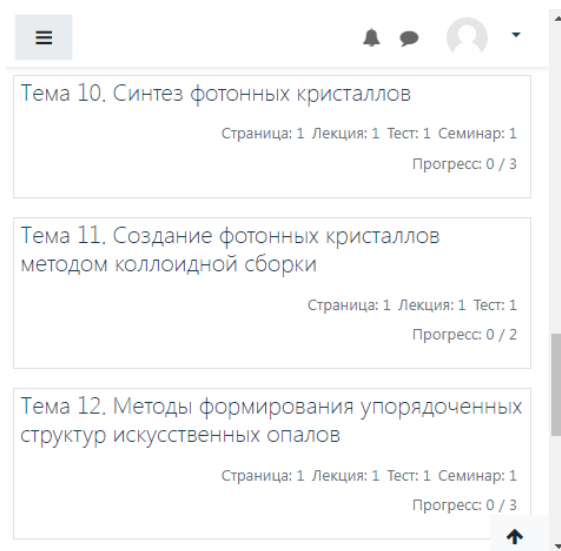 Тема 10. Синтез фотонных кристаллов
Страница: 1 Лекция: 1 Тест: 1 Семинар: 1
Прогресс: 0 / 3
Тема 11. Создание фотонных кристаллов
методом коллоидной сборки
Страница: 1 Лекция: 1 Тест: 1
Прогресс: 0 / 2
Тема 12. Методы формирования упорядоченных
структур искусственных опалов
Страница: 1 Лекция: 1 Тест: 1 Семинар: 1
Прогресс: 0 / 3